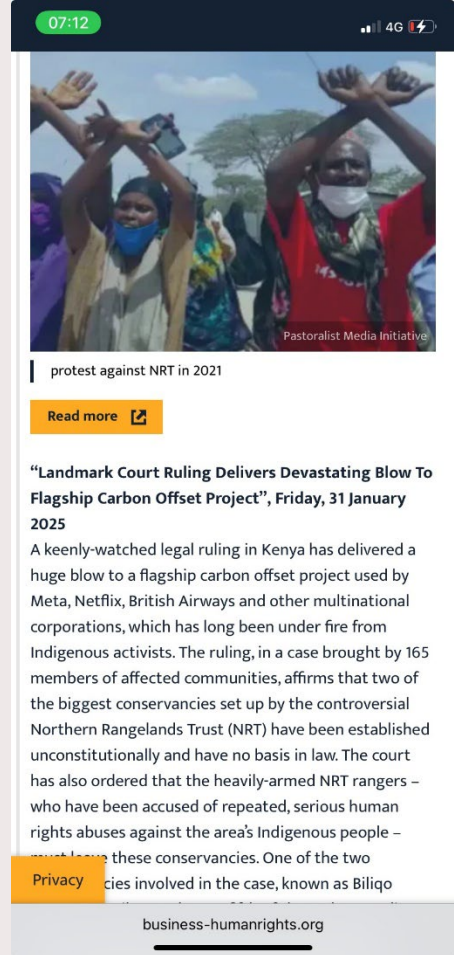 07:12
4G
Pastoralist Media Initiative
protest against NRT in 2021
Read more
“Landmark Court Ruling Delivers Devastating Blow To
Flagship Carbon Offset Project”, Friday, 31 January
2025
A keenly-watched legal ruling in Kenya has delivered a
huge blow to a flagship carbon offset project used by
Meta, Netflix, British Airways and other multinational
corporations, which has long been under fire from
Indigenous activists. The ruling, in a case brought by 165
members of affected communities, affirms that two of
the biggest conservancies set up by the controversial
Northern Rangelands Trust (NRT) have been established
unconstitutionally and have no basis in law. The court
has also ordered that the heavily-armed NRT rangers –
who have been accused of repeated, serious human
rights abuses against the area’s Indigenous people –
must leave these conservancies. One of the two
Privacy
cies involved in the case, known as Biliqo
business-humanrights.org